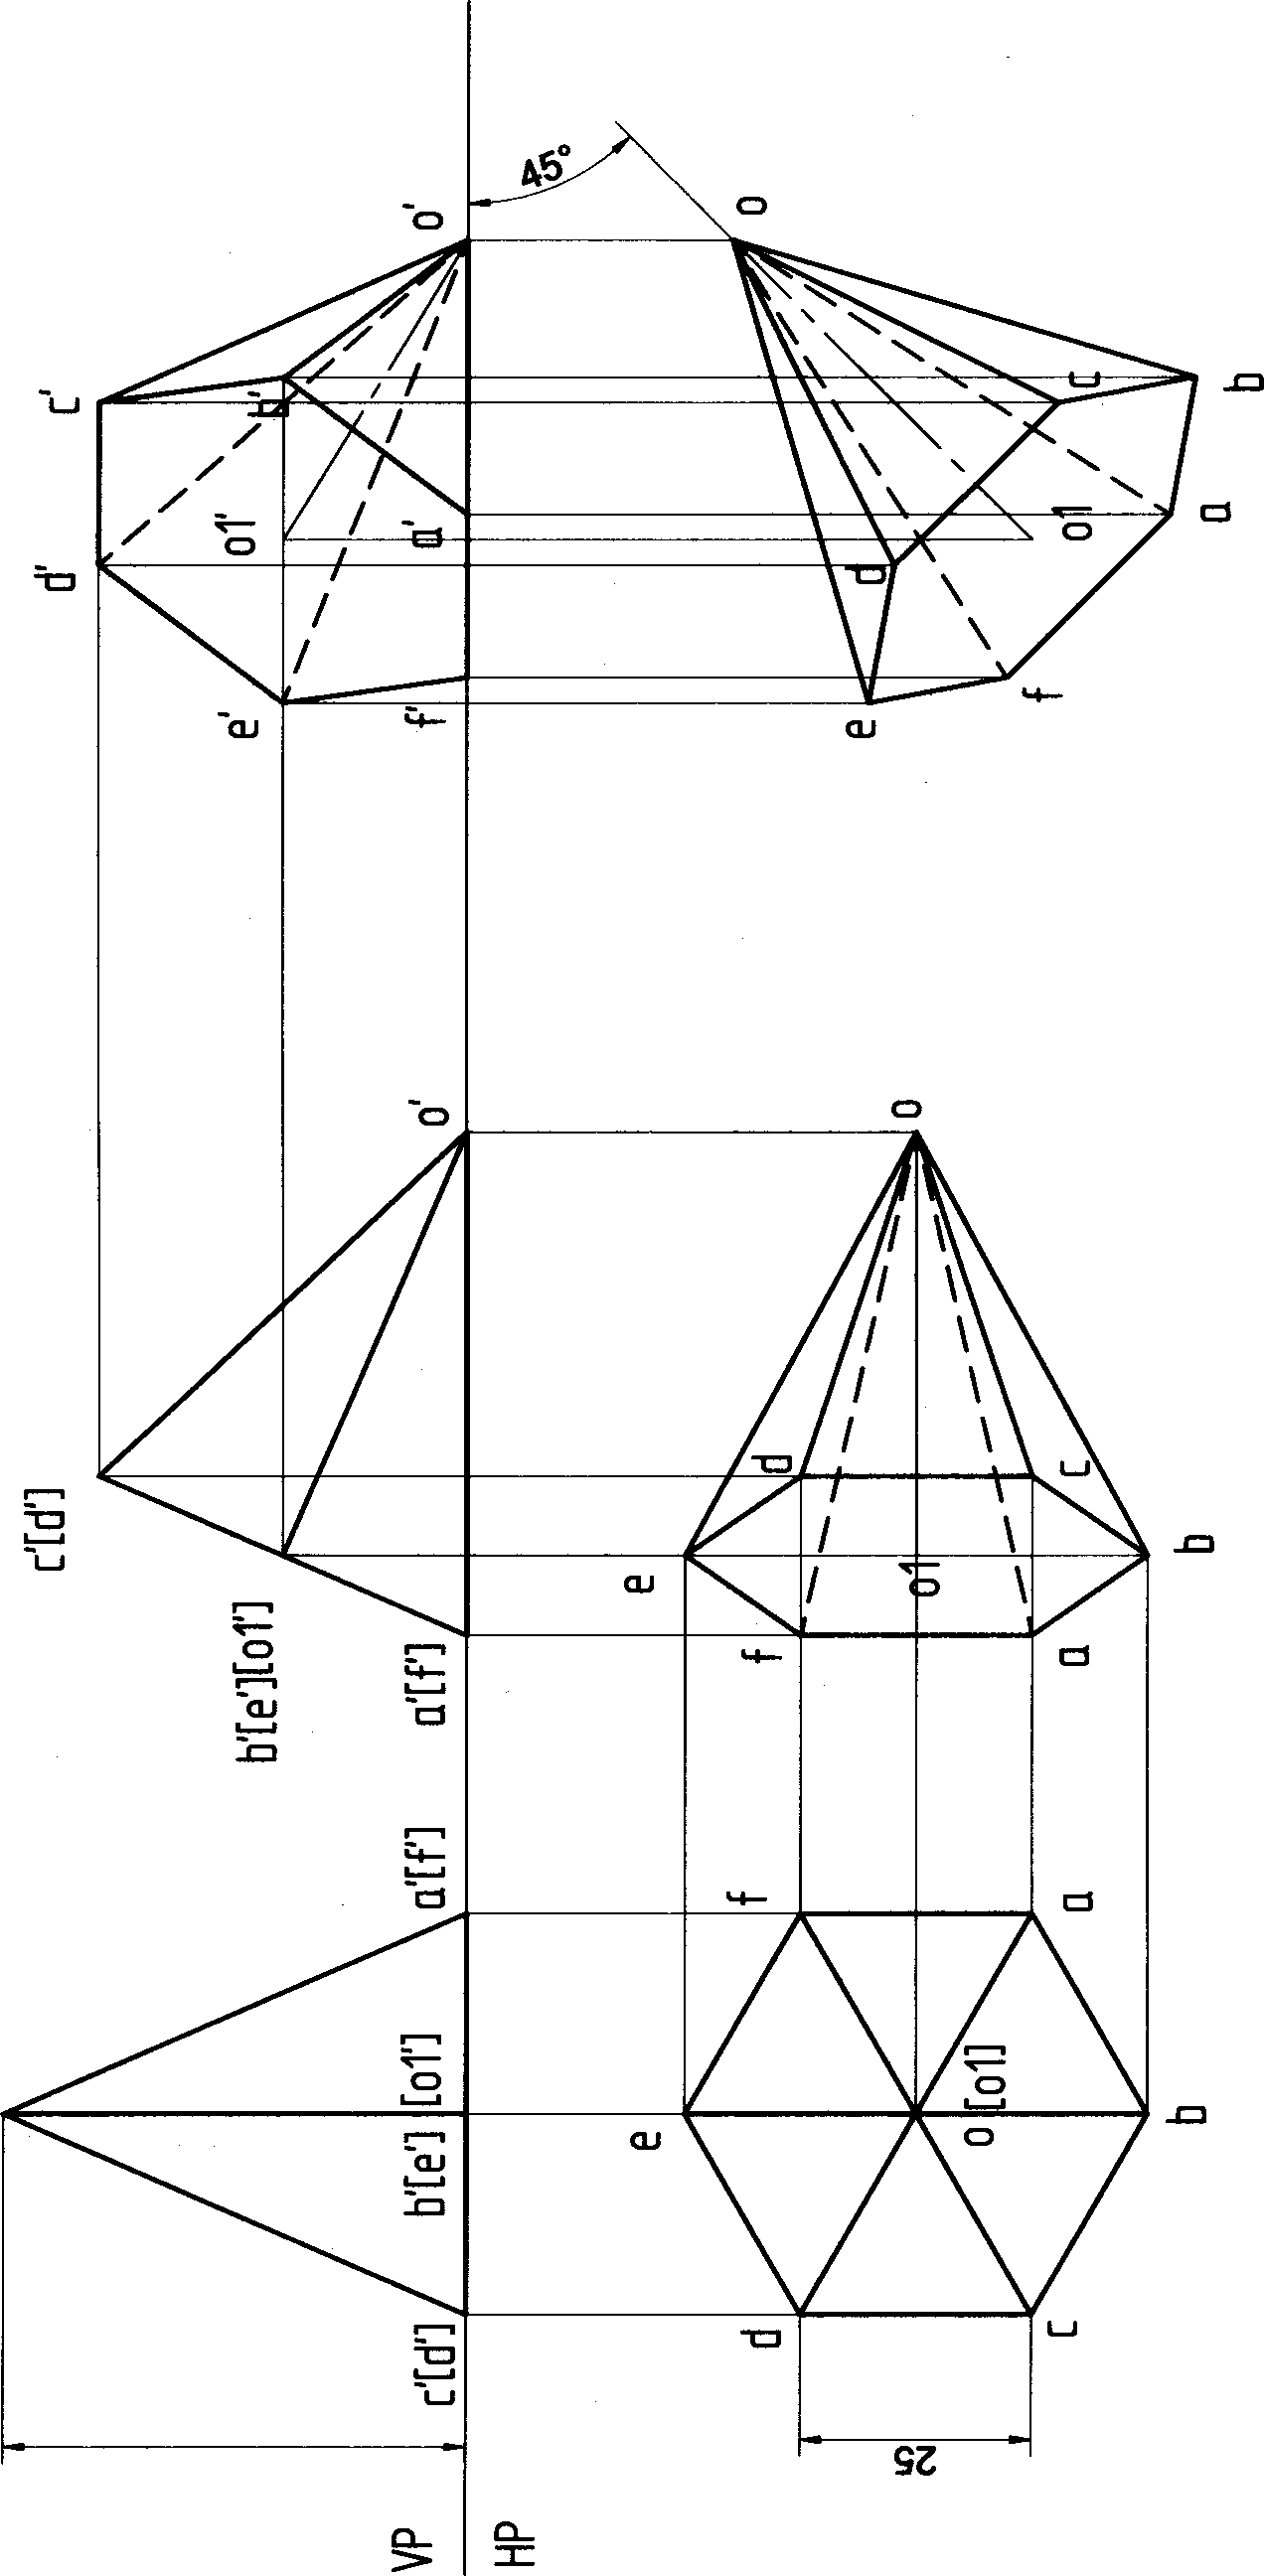 c'[d']
b'[e'] [o1']
a'[f']
VP
HP
d
e
f
o [o1]
c
b
a
25
c'[d']
b'[e'][o1']
a'[f']
o'
e
d
f
o1
o
a
c
b
d'
c'
o1'
b'
e'
f'
a'
o'
45°
o
e
d
c
o1
f
a
b